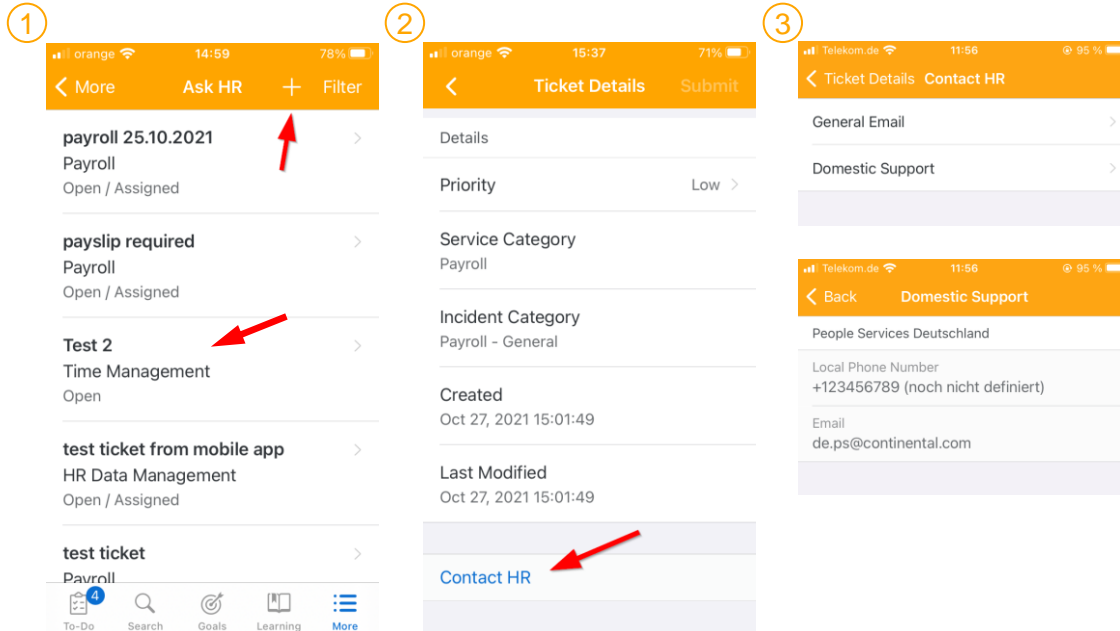 1
orange 14:59 78%
More Ask HR + Filter
payroll 25.10.2021
Payroll
Open / Assigned
payslip required
Payroll
Open / Assigned
Test 2
Time Management
Open
test ticket from mobile app
HR Data Management
Open / Assigned
test ticket
Payroll
4
To-Do Search Goals Learning More
2
orange 15:37 71%
Ticket Details Submit
Details
Priority Low
Service Category
Payroll
Incident Category
Payroll - General
Created
Oct 27, 2021 15:01:49
Last Modified
Oct 27, 2021 15:01:49
Contact HR
3
Telekom.de 11:56 95 %
Ticket Details Contact HR
General Email
Domestic Support
Telekom.de 11:56 95 %
Back Domestic Support
People Services Deutschland
Local Phone Number
+123456789 (noch nicht definiert)
Email
de.ps@continental.com